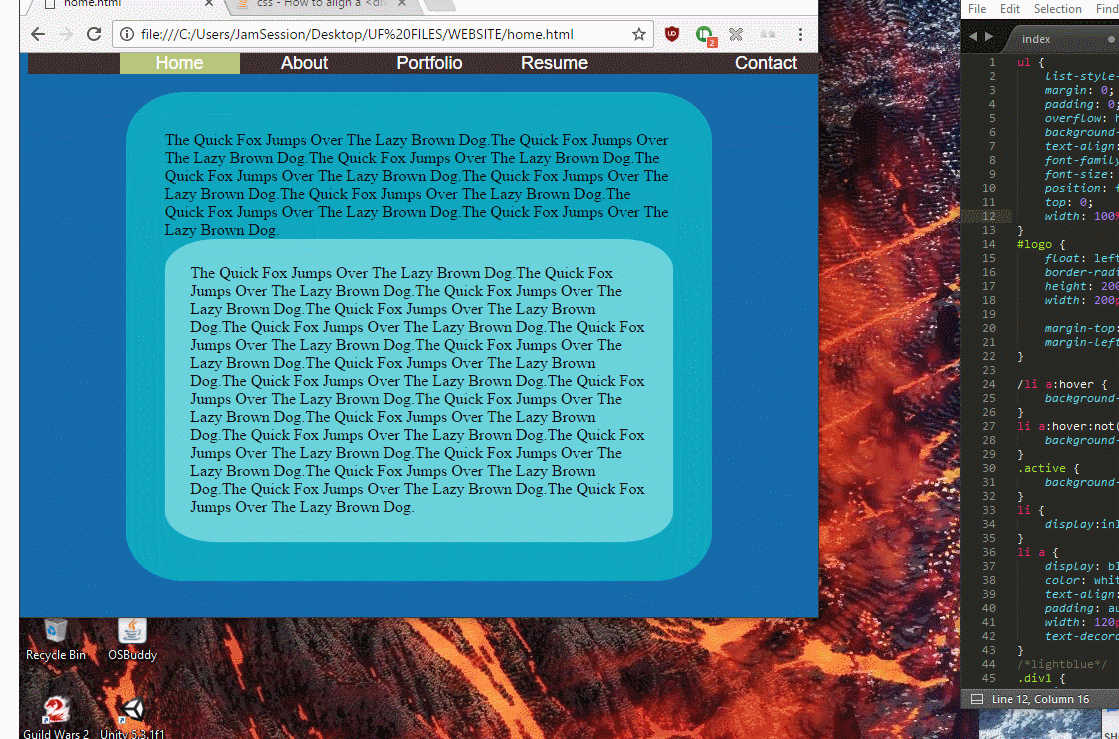 home.html
css - How to align a <div
file:///C:/Users/JamSession/Desktop/UF%20FILES/WEBSITE/home.html
2
Home About Portfolio Resume Contact
The Quick Fox Jumps Over The Lazy Brown Dog.The Quick Fox Jumps Over
The Lazy Brown Dog.The Quick Fox Jumps Over The Lazy Brown Dog.The
Quick Fox Jumps Over The Lazy Brown Dog.The Quick Fox Jumps Over The
Lazy Brown Dog.The Quick Fox Jumps Over The Lazy Brown Dog.The
Quick Fox Jumps Over The Lazy Brown Dog.The Quick Fox Jumps Over The
Lazy Brown Dog.
The Quick Fox Jumps Over The Lazy Brown Dog.The Quick Fox
Jumps Over The Lazy Brown Dog.The Quick Fox Jumps Over The
Lazy Brown Dog.The Quick Fox Jumps Over The Lazy Brown
Dog.The Quick Fox Jumps Over The Lazy Brown Dog.The Quick Fox
Jumps Over The Lazy Brown Dog.The Quick Fox Jumps Over The
Lazy Brown Dog.The Quick Fox Jumps Over The Lazy Brown
Dog.The Quick Fox Jumps Over The Lazy Brown Dog.The Quick Fox
Jumps Over The Lazy Brown Dog.The Quick Fox Jumps Over The
Lazy Brown Dog.The Quick Fox Jumps Over The Lazy Brown
Dog.The Quick Fox Jumps Over The Lazy Brown Dog.The Quick Fox
Jumps Over The Lazy Brown Dog.The Quick Fox Jumps Over The
Lazy Brown Dog.The Quick Fox Jumps Over The Lazy Brown
Dog.The Quick Fox Jumps Over The Lazy Brown Dog.The Quick Fox
Jumps Over The Lazy Brown Dog.
Recycle Bin OSBuddy
Guild Wars 2 Unity 5.3.1f1
File Edit Selection Find
index
1 ul {
2 list-style-
3 margin: 0;
4 padding: 0;
5 overflow: h
6 background-
7 text-align:
8 font-family
9 font-size:
10 position: f
11 top: 0;
12 width: 100%
13 }
14 #logo {
15 float: left
16 border-radi
17 height: 200
18 width: 200p
19
20 margin-top:
21 margin-left
22 }
23
24 /li a:hover {
25 background-
26 }
27 li a:hover:not(
28 background-
29 }
30 .active {
31 background-
32 }
33 li {
34 display:inl
35 }
36 li a {
37 display: bl
38 color: whit
39 text-align:
40 padding: au
41 width: 120p
42 text-decora
43 }
44 /*lightblue*/
45 .div1 {
Line 12, Column 16